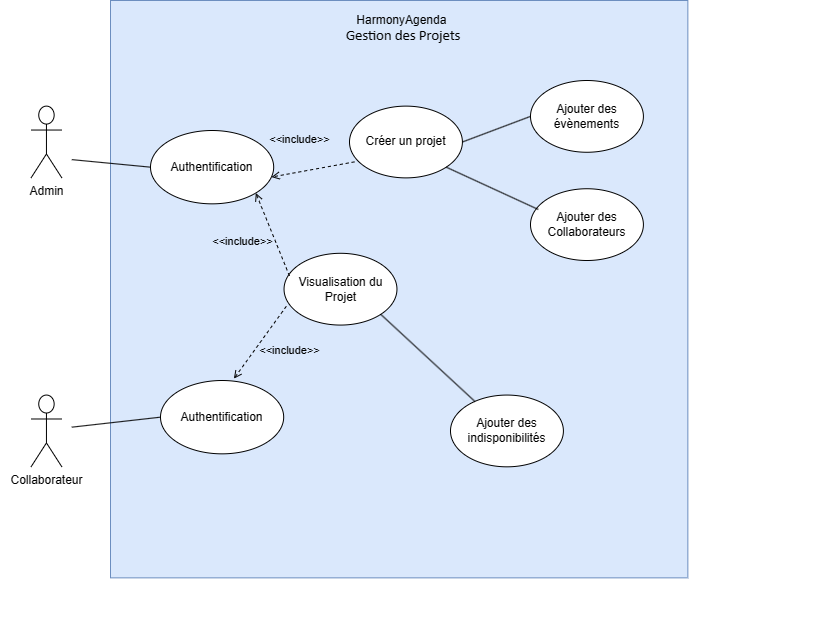 HarmonyAgenda
Gestion des Projets
Ajouter des
évènements
<<include>>
Créer un projet
Authentification
Admin
Ajouter des
Collaborateurs
<<include>>
Visualisation du
Projet
<<include>>
Authentification
Ajouter des
indisponibilités
Collaborateur